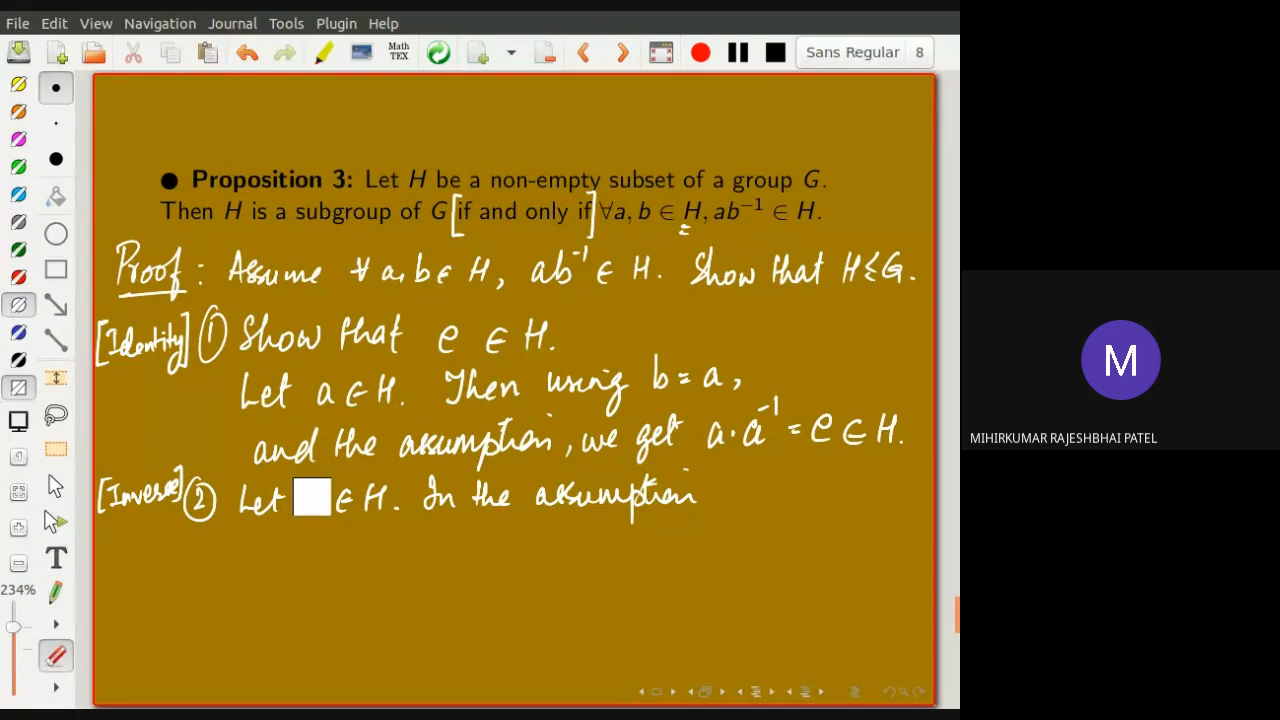 File Edit View Navigation Journal Tools Plugin Help
Math TEX
Sans Regular 8
● Proposition 3: Let H be a non-empty subset of a group G.
Then H is a subgroup of G [if and only if] ∀a, b ∈ H, ab⁻¹ ∈ H.
Proof : Assume ∀ a, b ∈ H, ab⁻¹ ∈ H. Show that H ≤ G.
[Identity] ① Show that e ∈ H.
Let a ∈ H. Then using b = a,
and the assumption, we get a · a⁻¹ = e ∈ H.
[Inverse] ② Let ∈ H. In the assumption
234%
M
MIHIRKUMAR RAJESHBHAI PATEL